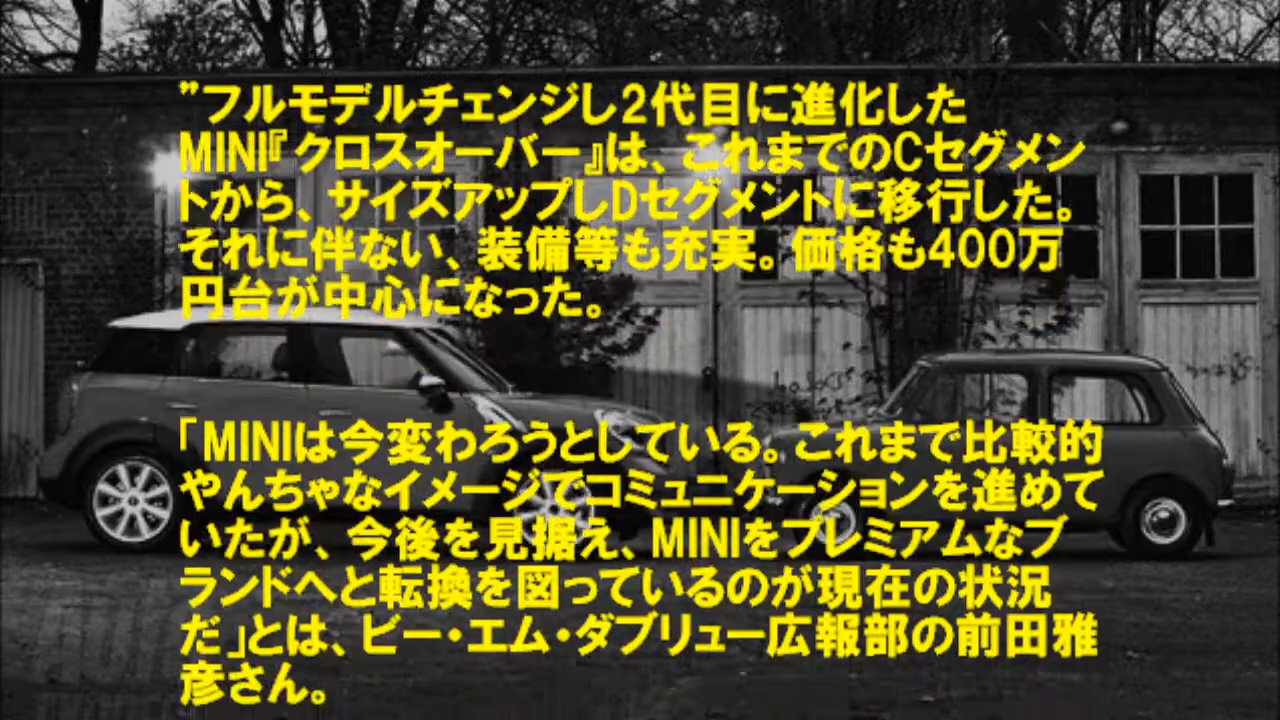 ”フルモデルチェンジし2代目に進化した
MINI『クロスオーバー』は、これまでのCセグメン
トから、サイズアップしDセグメントに移行した。
それに伴ない、装備等も充実。価格も400万
円台が中心になった。
「MINIは今変わろうとしている。これまで比較的
やんちゃなイメージでコミュニケーションを進めて
いたが、今後を見据え、MINIをプレミアムなブ
ランドへと転換を図っているのが現在の状況
だ」とは、ビー・エム・ダブリュー広報部の前田雅
彦さん。